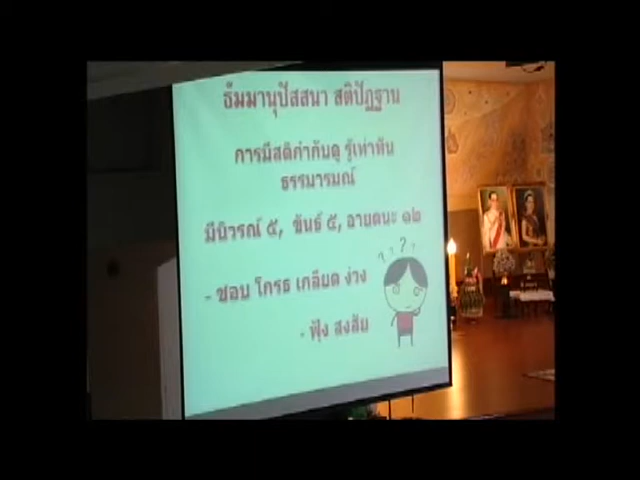 ธัมมานุปัสสนา สติปัฏฐาน
การมีสติกำกับดู รู้เท่าทัน
ธรรมารมณ์
มีนิวรณ์ ๕, ขันธ์ ๕, อายตนะ ๑๒
- ชอบ โกรธ เกลียด ง่วง
- ฟุ้ง สงสัย